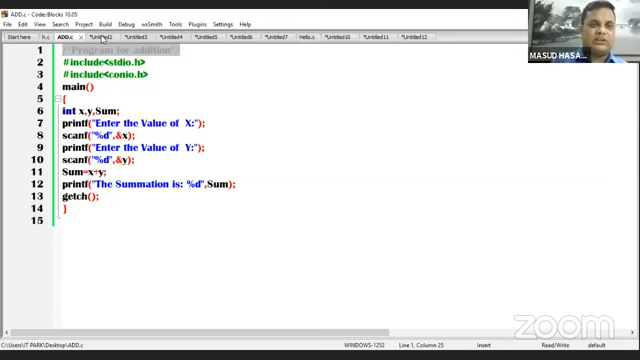 ADD.c - Code::Blocks 10.05
File Edit View Search Project Build Debug wxSmith Tools Plugins Settings Help
Start here h.c ADD.c *Untitled2 *Untitled3 *Untitled4 *Untitled5 *Untitled6 *Untitled7 Hello.c *Untitled10 *Untitled11 *Untitled12
1 /*Program for addition*/
2 #include<stdio.h>
3 #include<conio.h>
4 main()
5 {
6 int x,y,Sum;
7 printf("Enter the Value of X:");
8 scanf("%d",&x);
9 printf("Enter the Value of Y:");
10 scanf("%d",&y);
11 Sum=x+y;
12 printf("The Summation is: %d",Sum);
13 getch();
14 }
15
MASUD HASA...
zoom
C:\Users\IT PARK\Desktop\ADD.c WINDOWS-1252 Line 1, Column 25 Insert Read/Write default